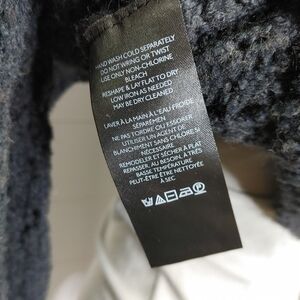 HAND WASH COLD SEPARATELY
DO NOT WRING OR TWIST
USE ONLY NON-CHLORINE
BLEACH
RESHAPE & LAY FLAT TO DRY
LOW IRON AS NEEDED
MAY BE DRY CLEANED
LAVER À LA MAIN À L'EAU FROIDE
SÉPARÉMEN
NE PAS TORDRE OU ESSORER
UTILISER UN AGENT DE
BLANCHIMENT SANS CHLORE SI
NÉCESSAIRE
REMODELER ET SÉCHER À PLAT
REPASSER, AU BESOIN, À TRÈS
BASSE TEMPÉRATURE
PEUT-ÊTRE ÊTRE NETTOYÉE
À SEC